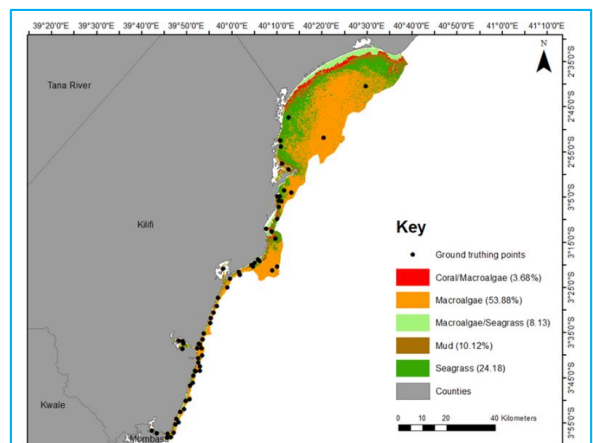 39°20'0"E 39°30'0"E 39°40'0"E 39°50'0"E 40°0'0"E 40°10'0"E 40°20'0"E 40°30'0"E 40°40'0"E 40°50'0"E 41°0'0"E 41°10'0"E
N
2°35'0"S
2°45'0"S
2°55'0"S
3°5'0"S
3°15'0"S
3°25'0"S
3°35'0"S
3°45'0"S
3°55'0"S
Tana River
Kilifi
Kwale
Mombasa
Key
Ground truthing points
Coral/Macroalgae (3.68%)
Macroalgae (53.88%)
Macroalgae/Seagrass (8.13)
Mud (10.12%)
Seagrass (24.18)
Counties
0 10 20 40 Kilometers